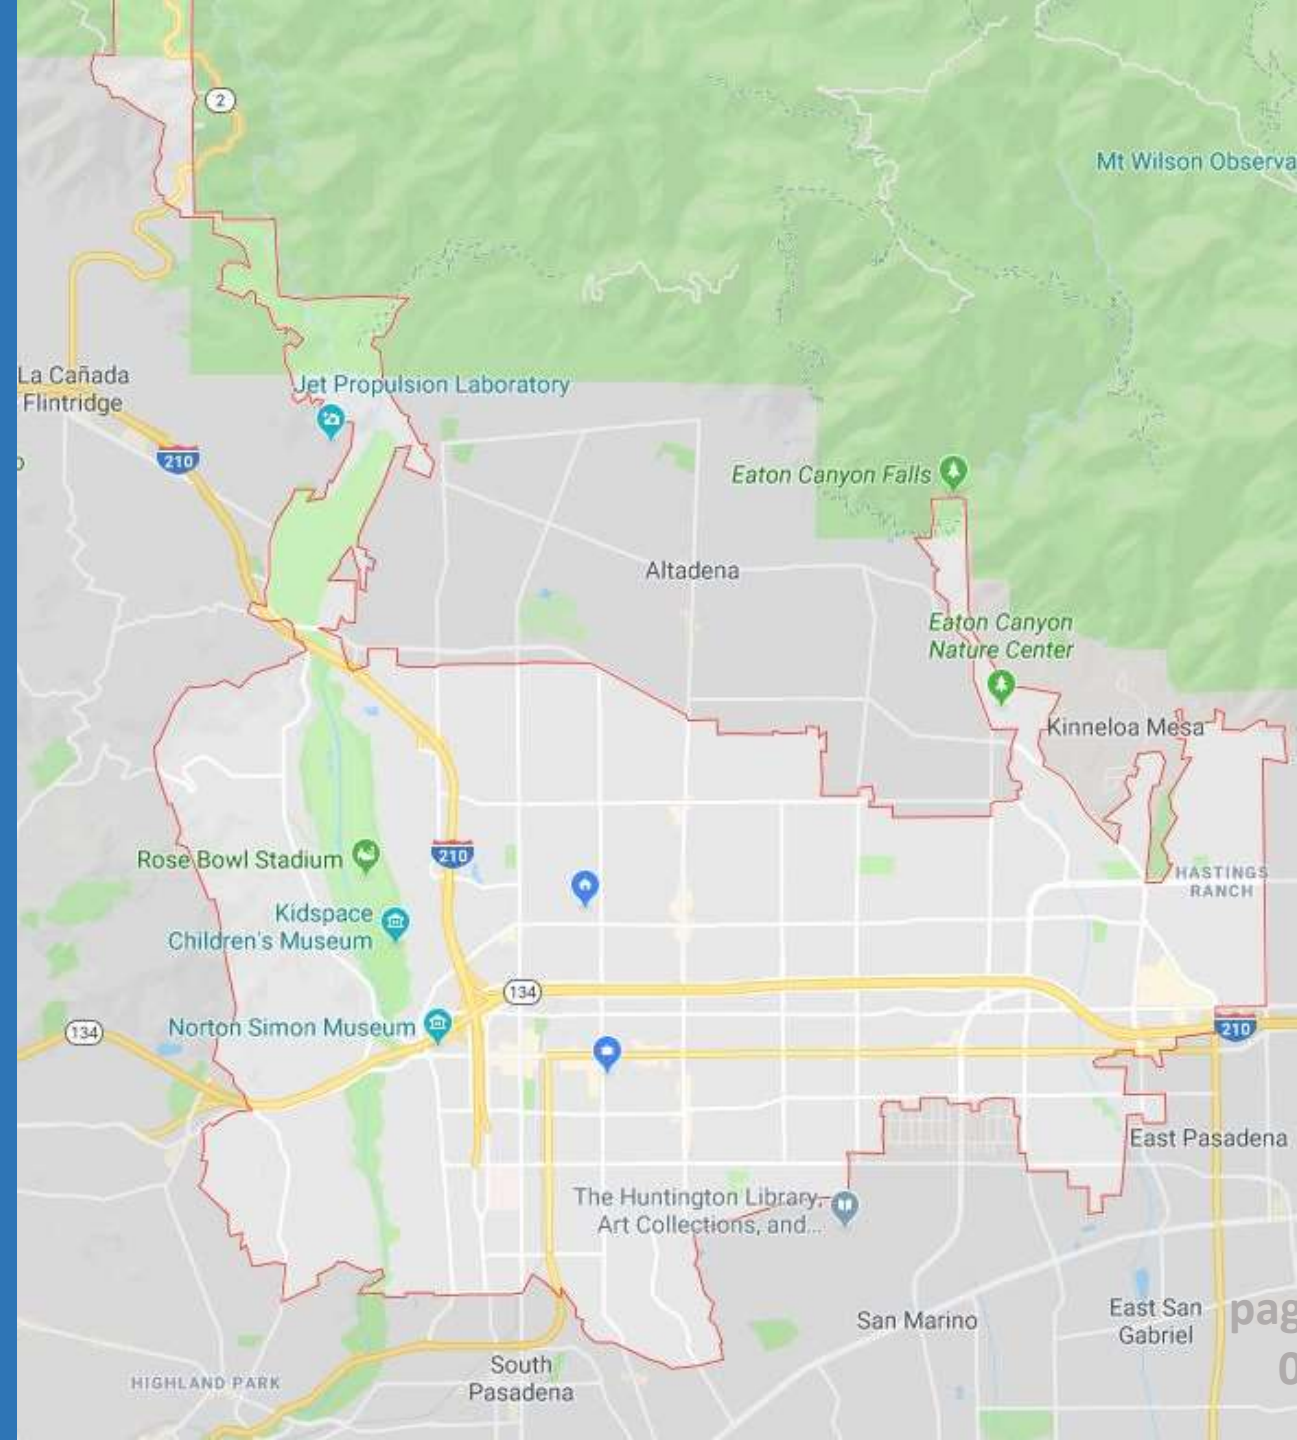 2
Mt Wilson Observa
La Cañada
Flintridge
Jet Propulsion Laboratory
210
Eaton Canyon Falls
Altadena
Eaton Canyon
Nature Center
Kinneloa Mesa
Rose Bowl Stadium
210
HASTINGS
RANCH
Kidspace
Children's Museum
134
Norton Simon Museum
134
210
East Pasadena
The Huntington Library,
Art Collections, and...
San Marino
East San
Gabriel
pag
0
South
Pasadena
HIGHLAND PARK